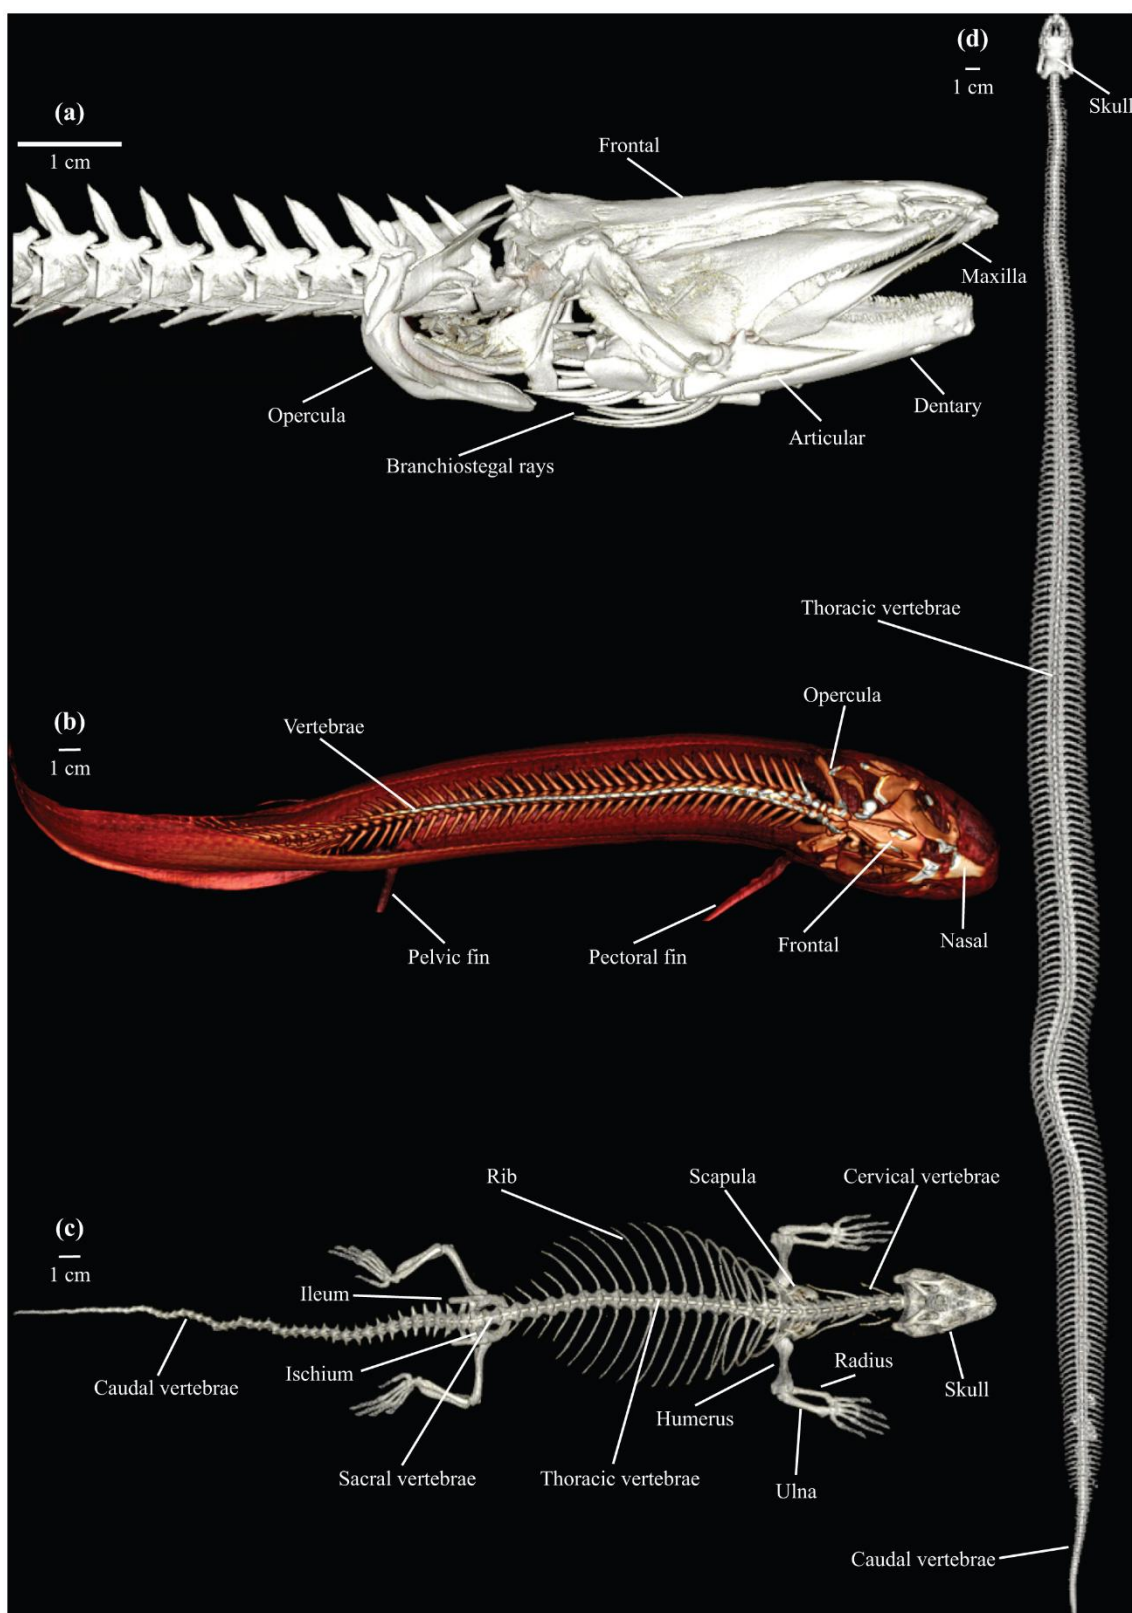 (a)
1 cm
Frontal
Maxilla
Dentary
Articular
Opercula
Branchiostegal rays
(b)
1 cm
Vertebrae
Opercula
Pelvic fin
Pectoral fin
Frontal
Nasal
(c)
1 cm
Rib
Scapula
Cervical vertebrae
Ileum
Ischium
Caudal vertebrae
Radius
Skull
Humerus
Sacral vertebrae
Thoracic vertebrae
Ulna
(d)
1 cm
Skull
Thoracic vertebrae
Caudal vertebrae